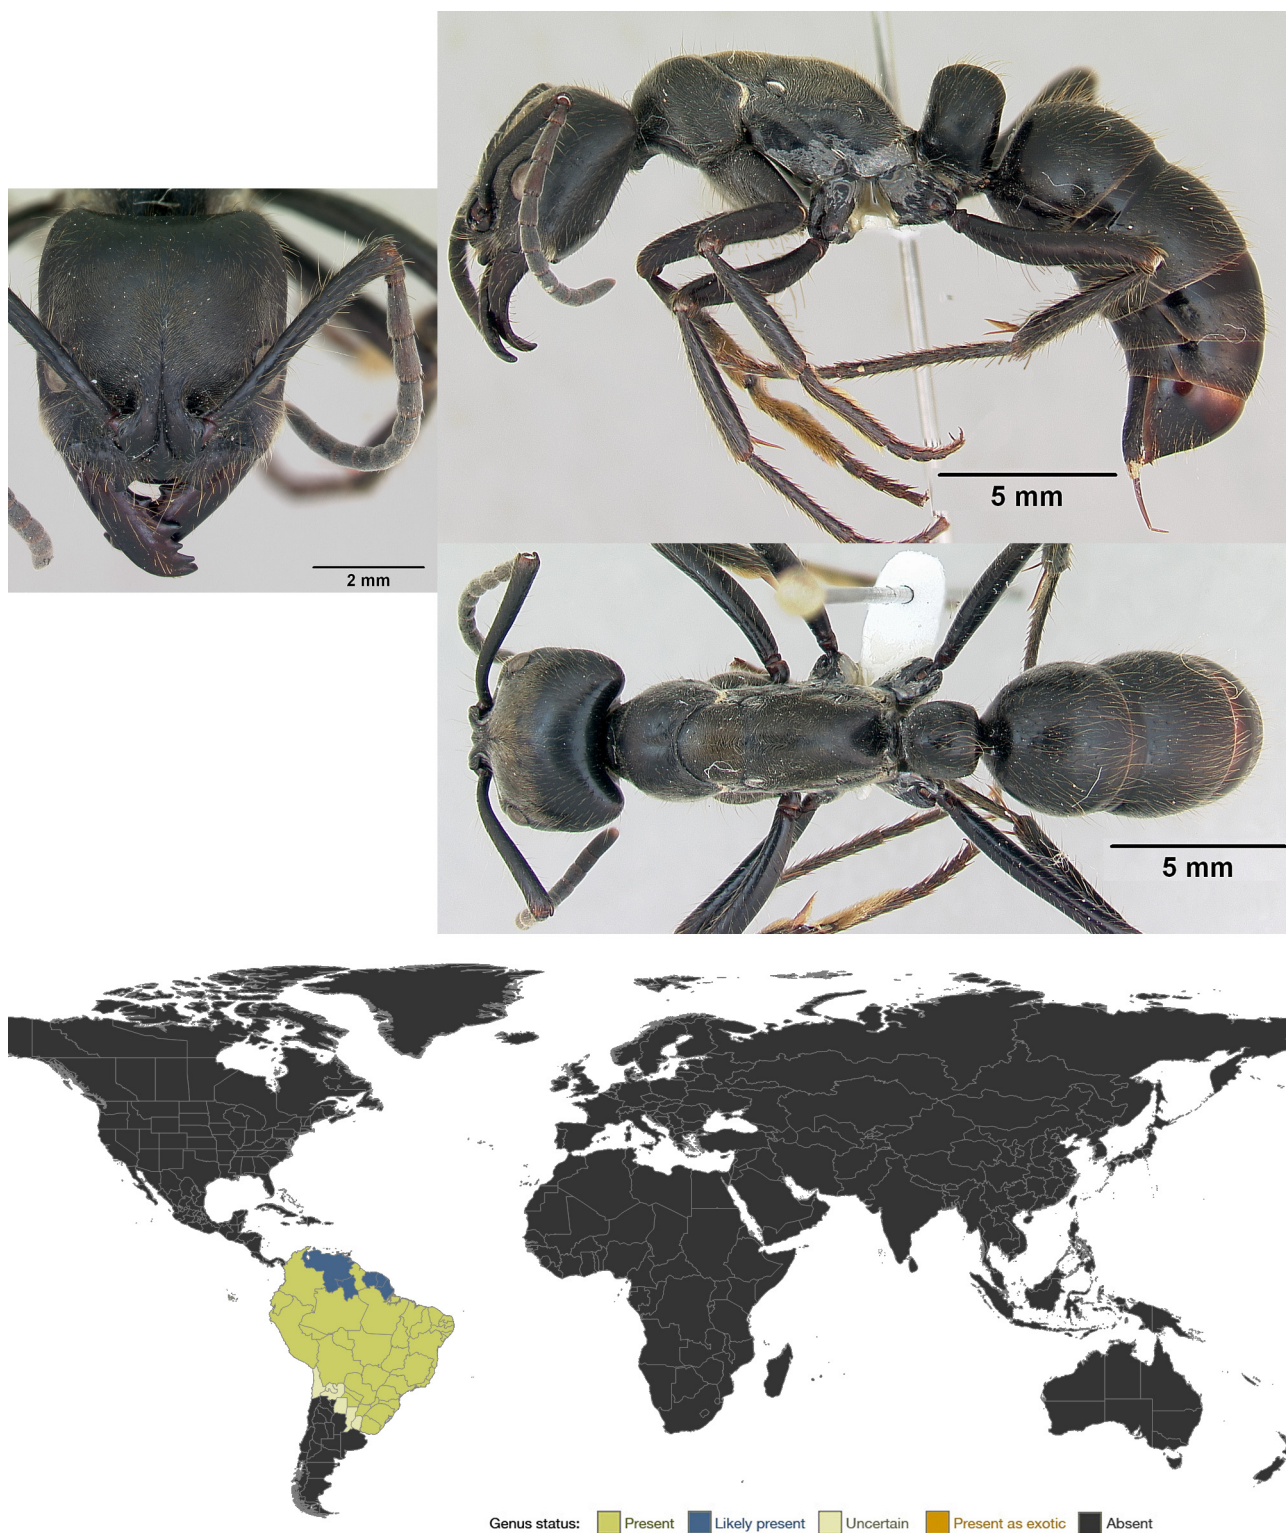 5 mm
2 mm
5 mm
Genus status: Present Likely present Uncertain Present as exotic Absent